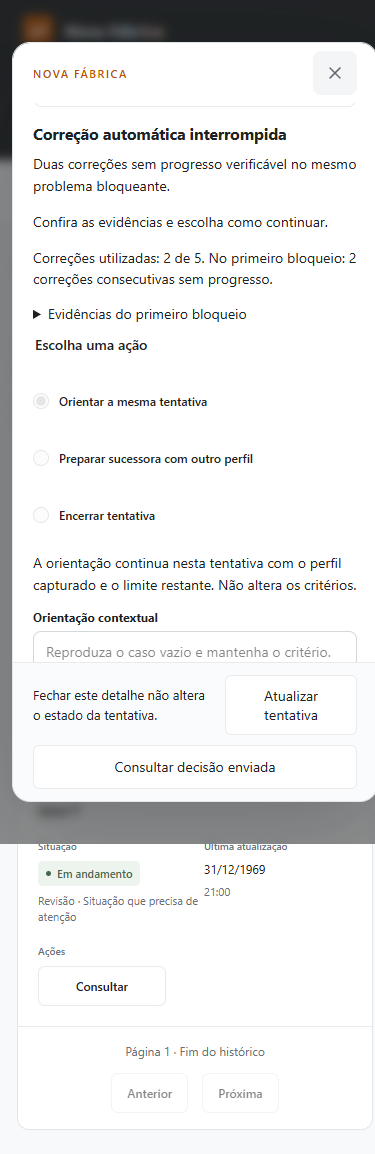 NOVA FÁBRICA
Correção automática interrompida
Duas correções sem progresso verificável no mesmo
problema bloqueante.
Confira as evidências e escolha como continuar.
Correções utilizadas: 2 de 5. No primeiro bloqueio: 2
correções consecutivas sem progresso.
Evidências do primeiro bloqueio
Escolha uma ação
Orientar a mesma tentativa
Preparar sucessora com outro perfil
Encerrar tentativa
A orientação continua nesta tentativa com o perfil
capturado e o limite restante. Não altera os critérios.
Orientação contextual
Reproduza o caso vazio e mantenha o critério.
Fechar este detalhe não altera
o estado da tentativa.
Atualizar
tentativa
Consultar decisão enviada
Situação
Última atualização
Em andamento
31/12/1969
21:00
Revisão · Situação que precisa de
atenção
Ações
Consultar
Página 1 · Fim do histórico
Anterior
Próxima